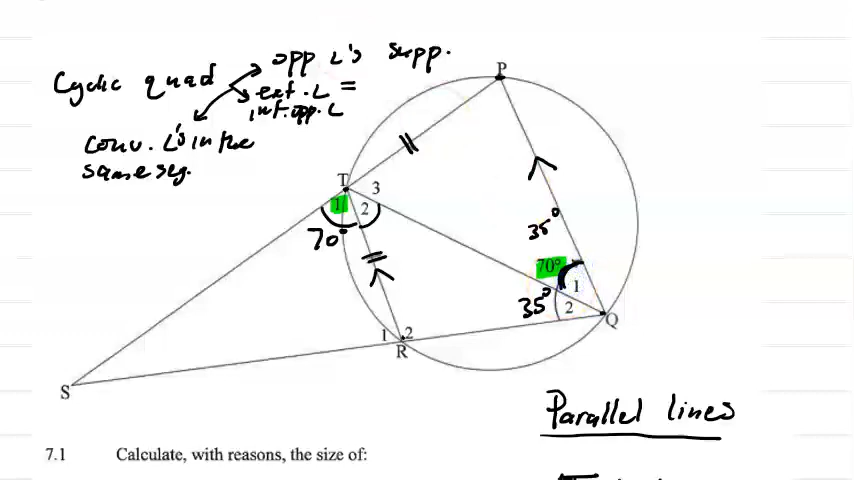 Cyclic quad
opp ∠'s supp.
ext. ∠ =
int. opp. ∠
conv. ∠'s in the
same seg.
P
T
3
1
2
70°
35°
70°
1
35°
2
Q
1
2
R
S
Parallel lines
7.1 Calculate, with reasons, the size of: